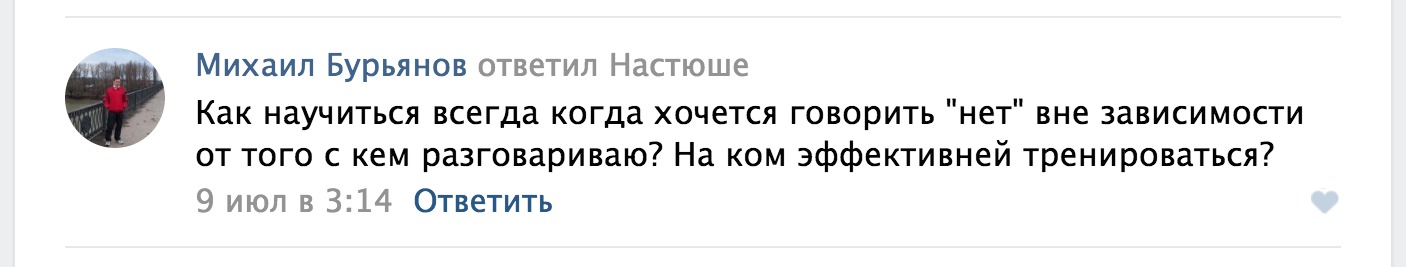 Михаил Бурьянов ответил Настюше
Как научиться всегда когда хочется говорить "нет" вне зависимости
от того с кем разговариваю? На ком эффективней тренироваться?
9 июл в 3:14 Ответить